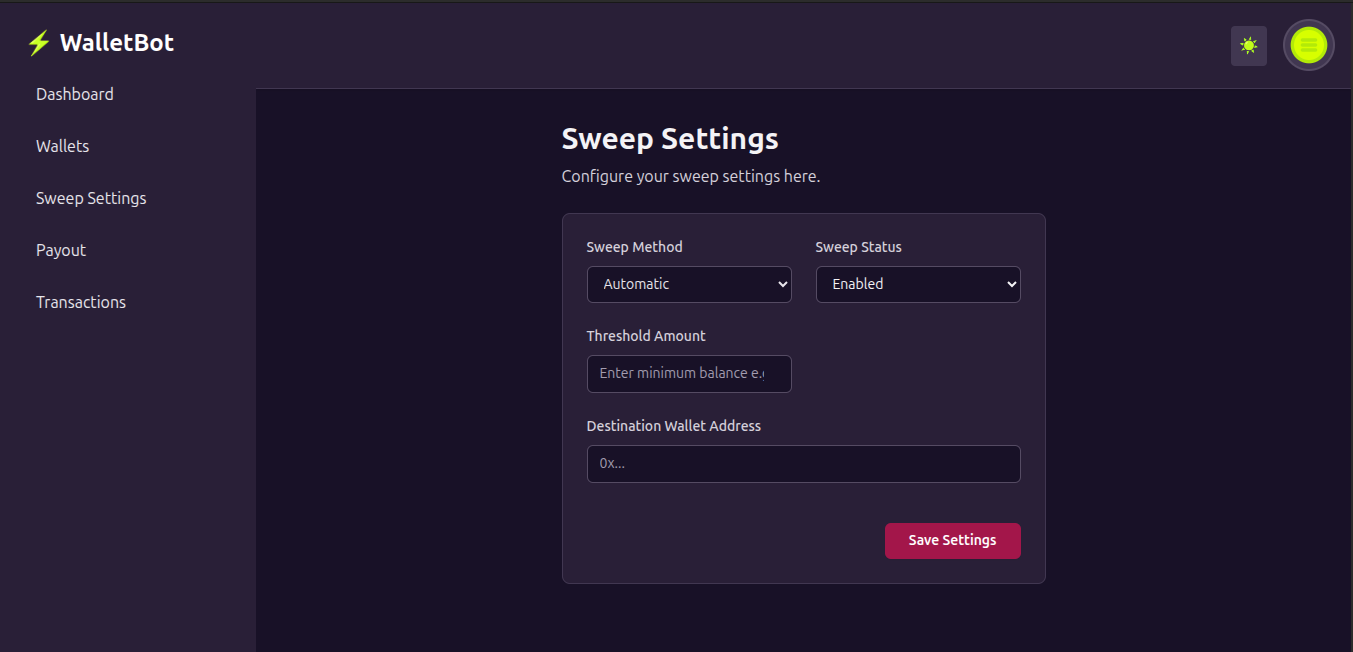 WalletBot
Dashboard
Wallets
Sweep Settings
Payout
Transactions
Sweep Settings
Configure your sweep settings here.
Sweep Method
Sweep Status
Automatic
Enabled
Threshold Amount
Enter minimum balance e.
Destination Wallet Address
0x...
Save Settings